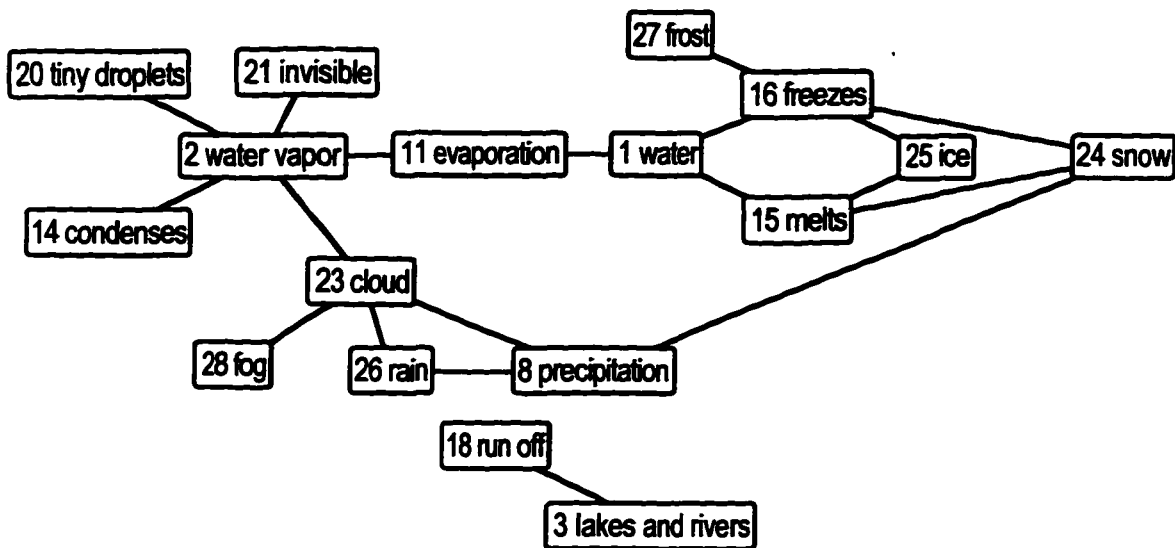 27 frost
20 tiny droplets
21 invisible
16 freezes
2 water vapor
11 evaporation
1 water
25 ice
24 snow
14 condenses
15 melts
23 cloud
28 fog
26 rain
8 precipitation
18 run off
3 lakes and rivers